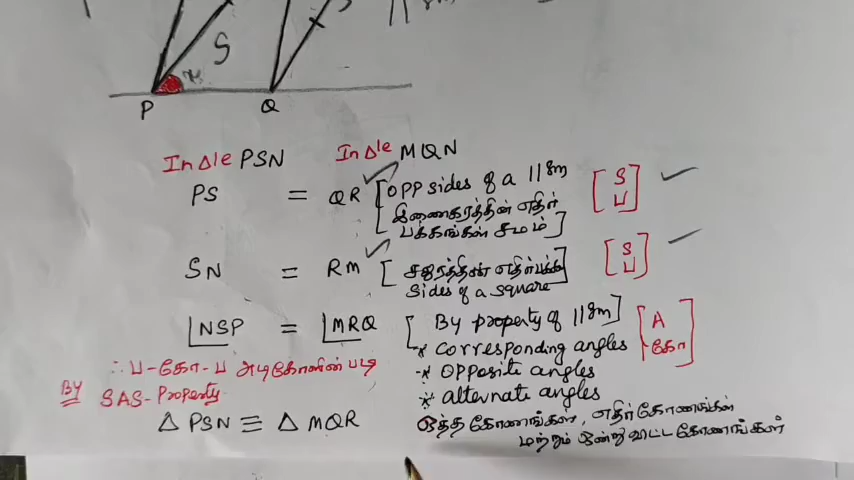 S
P
Q
In Δle PSN In Δle MQN
PS = QR [OPP sides of a ||gm [S
இணைகரத்தின் எதிர் ப]
பக்கங்கள் சமம்]
SN = RM [சதுரத்தின் எதிர்பக்க [S
Sides of a square] ப]
∠NSP = ∠MRQ [By property of ||gm] [A
* Corresponding angles கோ]
∴ ப-கோ-ப அடிகோளின் படி * Opposite angles
BY SAS-Property * alternate angles
Δ PSN ≡ Δ MQR ஒத்த கோணங்கள், எதிர் கோணங்கள்
மற்றும் ஒன்று விட்ட கோணங்கள்